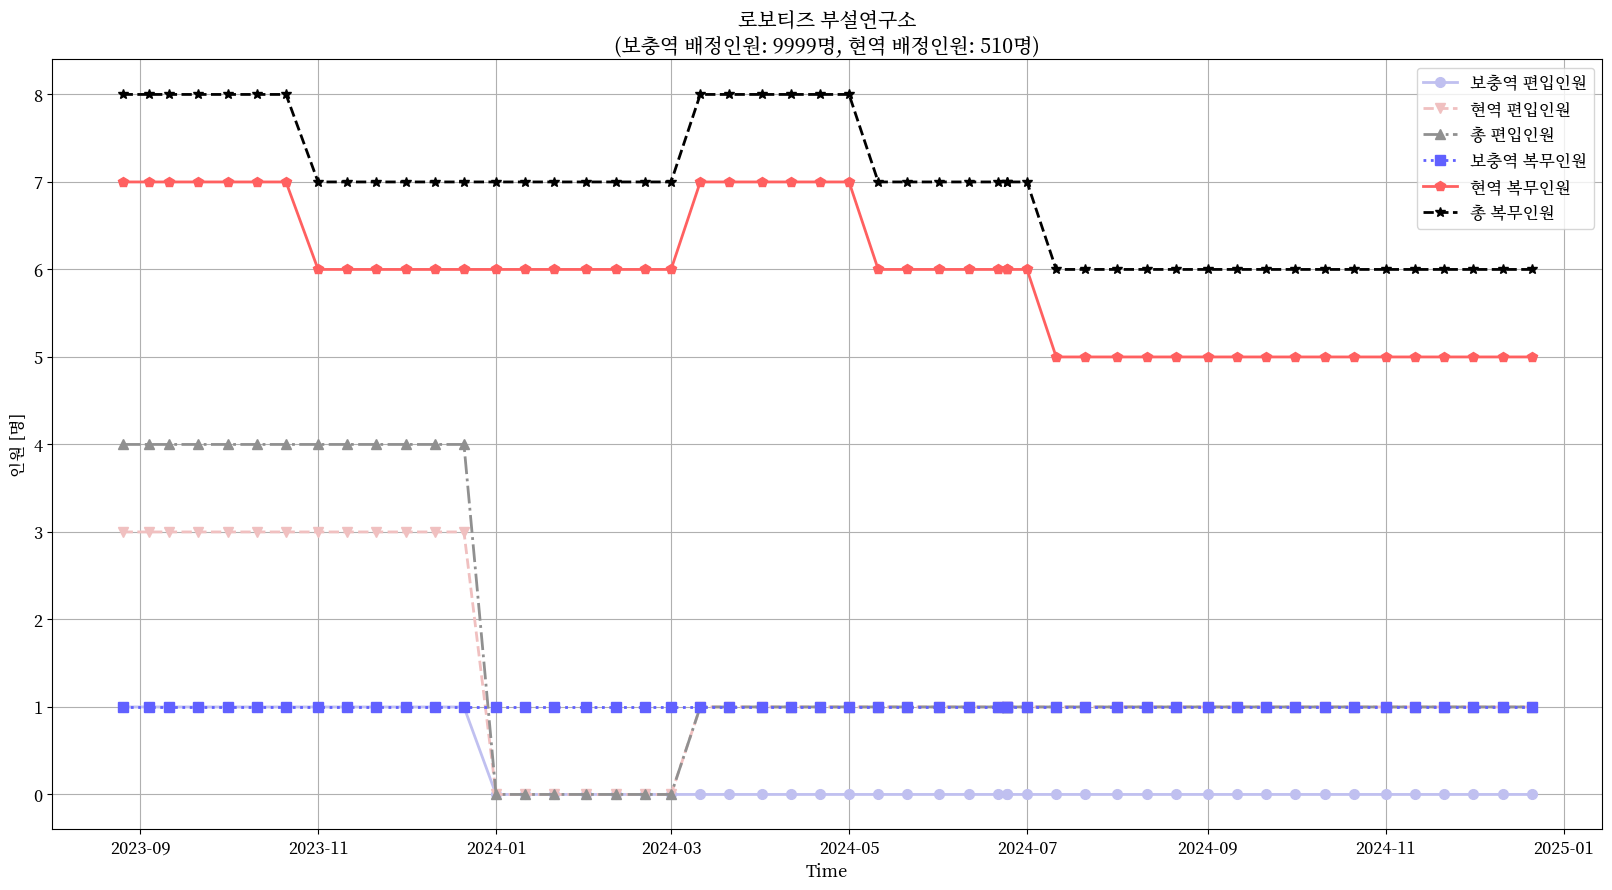 로보티즈 부설연구소
(보충역 배정인원: 9999명, 현역 배정인원: 510명)
보충역 편입인원
현역 편입인원
총 편입인원
보충역 복무인원
현역 복무인원
총 복무인원
인원 [명]
8
7
6
5
4
3
2
1
0
2023-09
2023-11
2024-01
2024-03
2024-05
2024-07
2024-09
2024-11
2025-01
Time